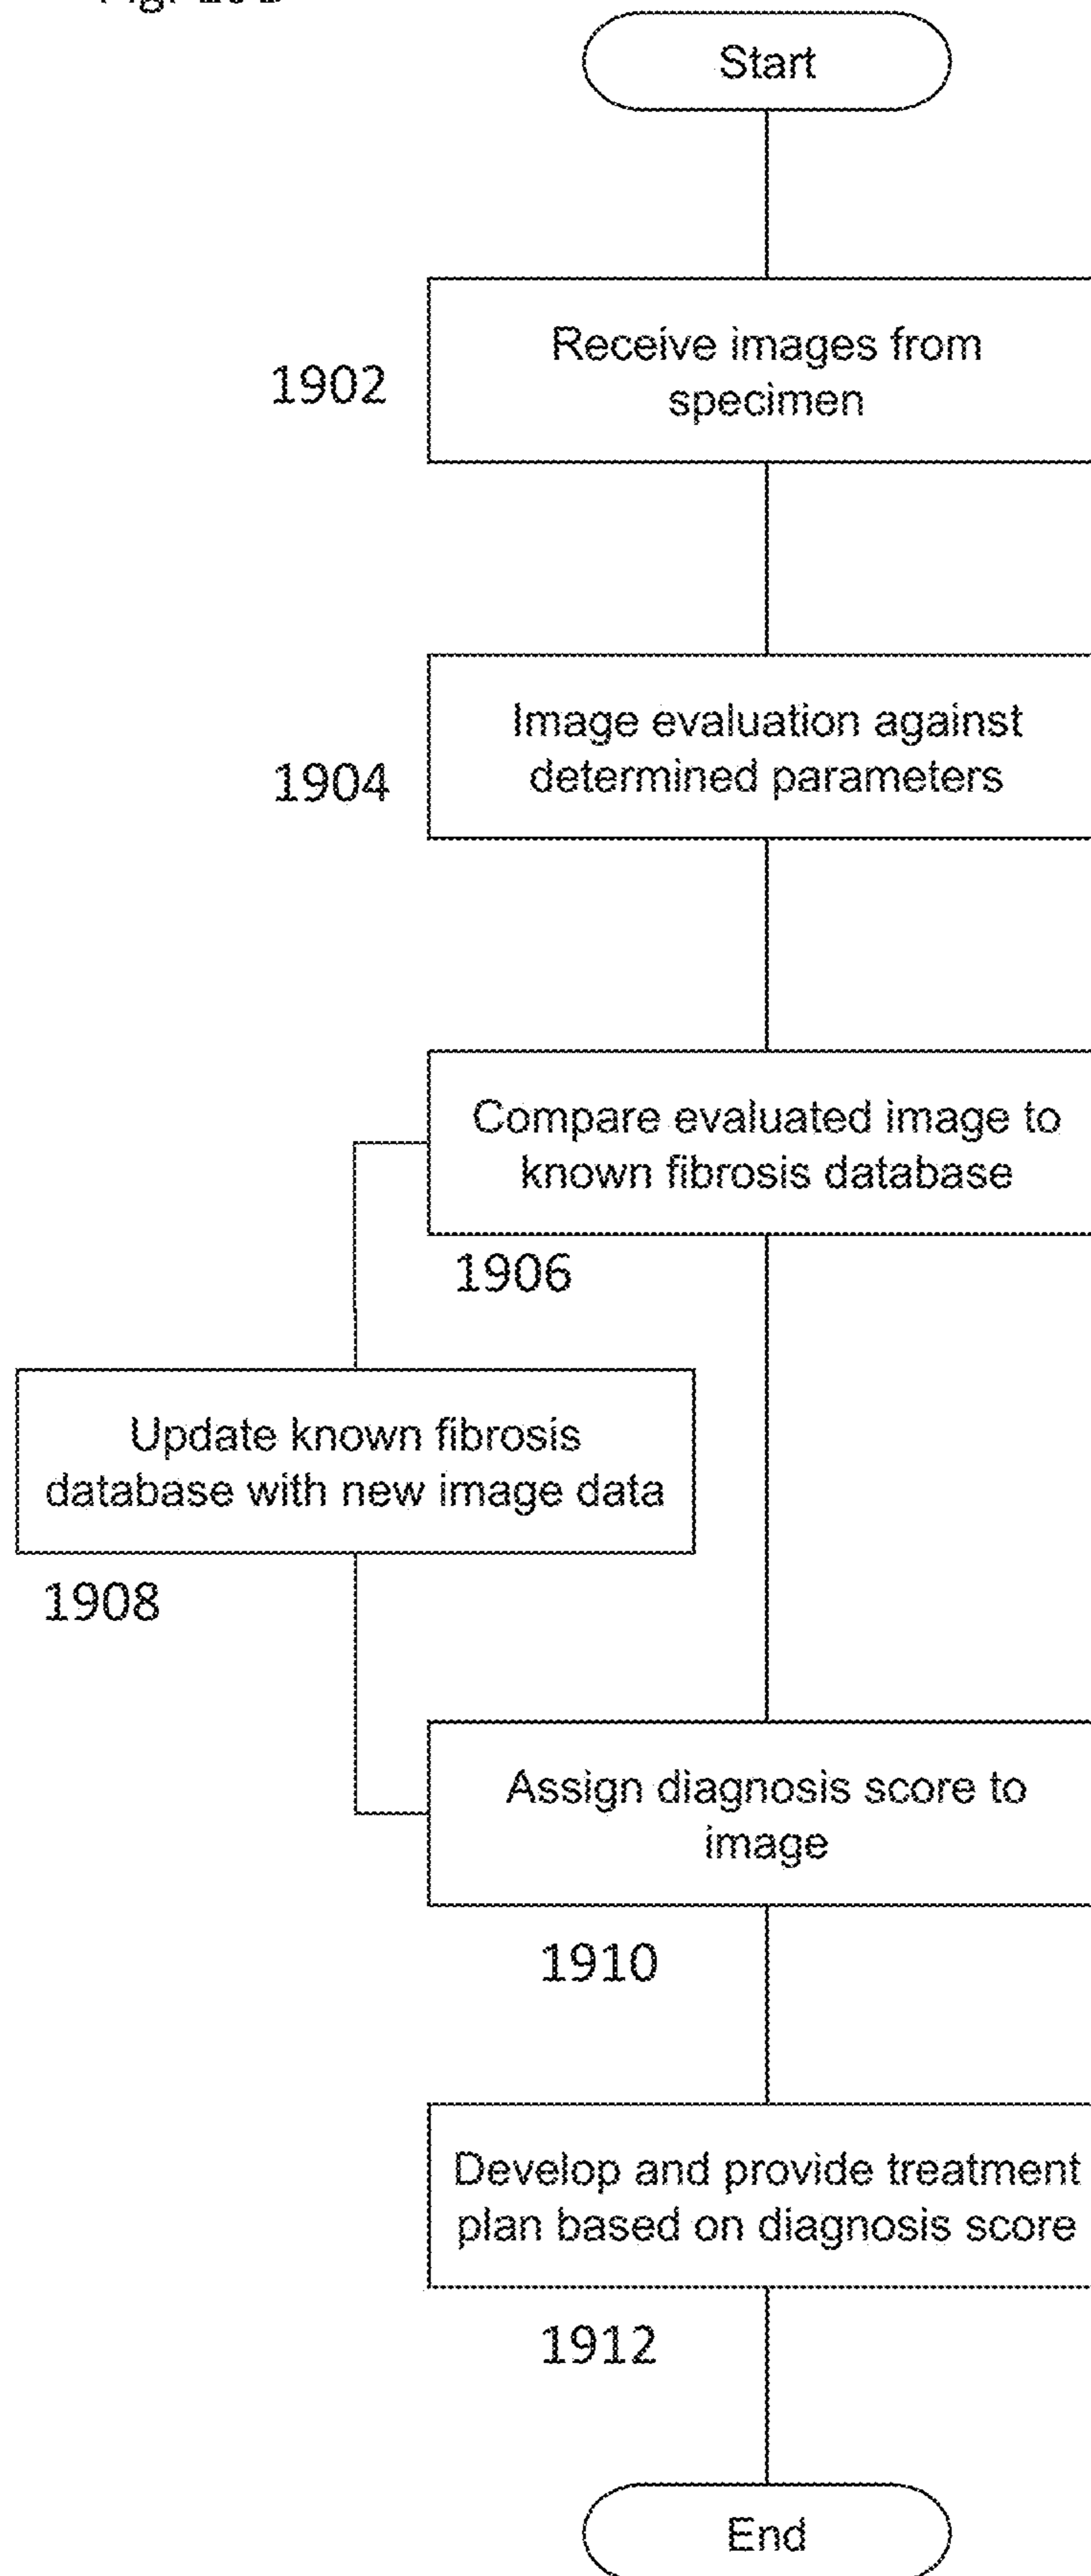 Start
Receive images from
specimen
1902
Image evaluation against
determined parameters
1904
Compare evaluated image to
known fibrosis database
1906
Update known fibrosis
database with new image data
1908
Assign diagnosis score to
image
1910
Develop and provide treatment
plan based on diagnosis score
1912
End